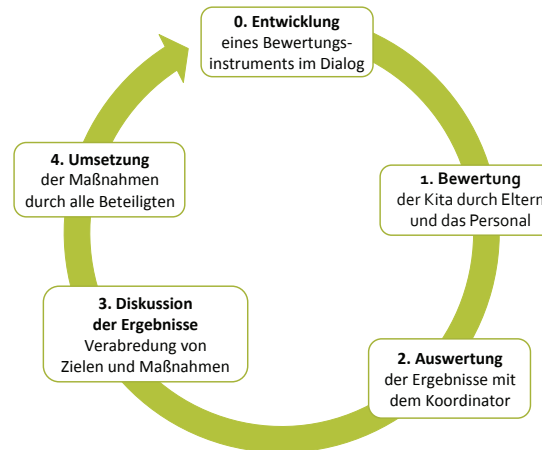 0. Entwicklung
eines Bewertungs-
instruments im Dialog
1. Bewertung
der Kita durch Eltern
und das Personal
2. Auswertung
der Ergebnisse mit
dem Koordinator
3. Diskussion
der Ergebnisse
Verabredung von
Zielen und Maßnahmen
4. Umsetzung
der Maßnahmen
durch alle Beteiligten